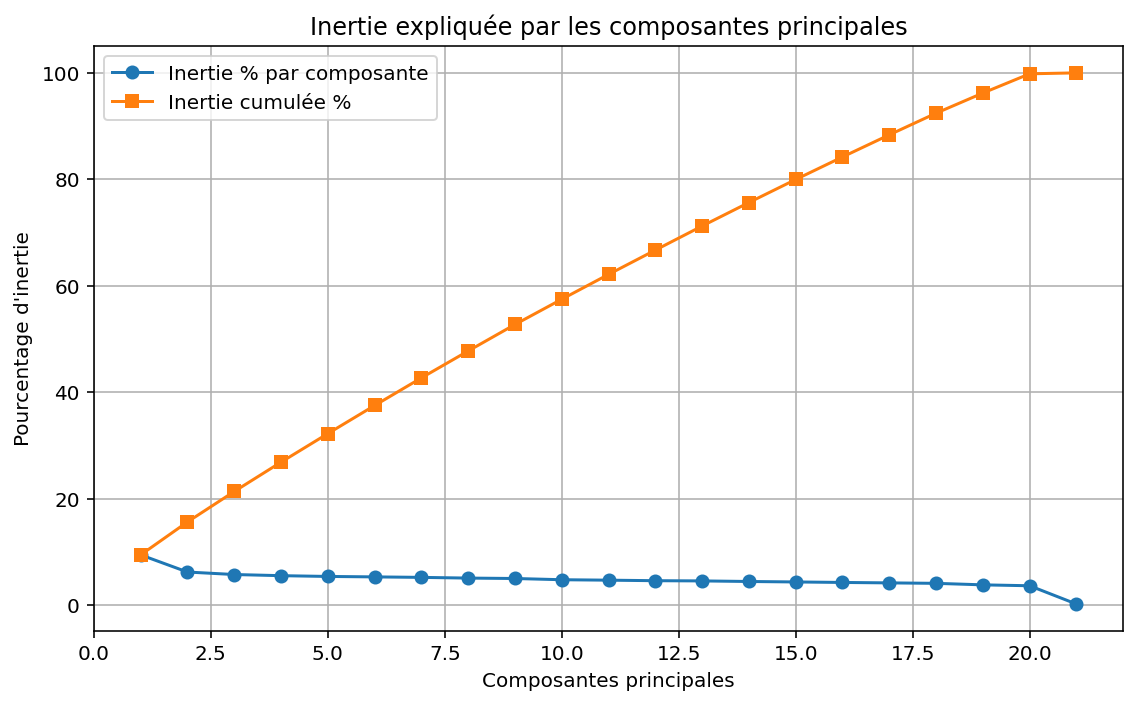 Inertie expliquée par les composantes principales
Inertie % par composante
Inertie cumulée %
Pourcentage d'inertie
100
80
60
40
20
0
0.0 2.5 5.0 7.5 10.0 12.5 15.0 17.5 20.0
Composantes principales